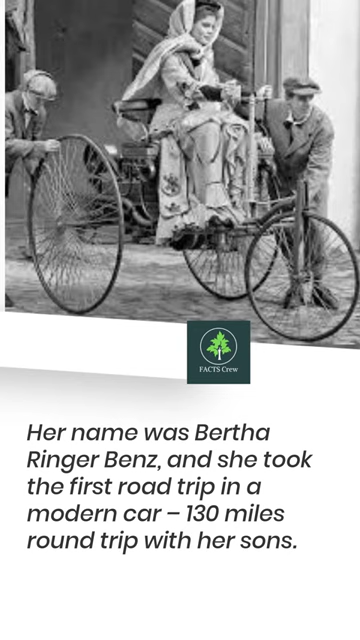 FACTS Crew
Her name was Bertha
Ringer Benz, and she took
the first road trip in a
modern car – 130 miles
round trip with her sons.